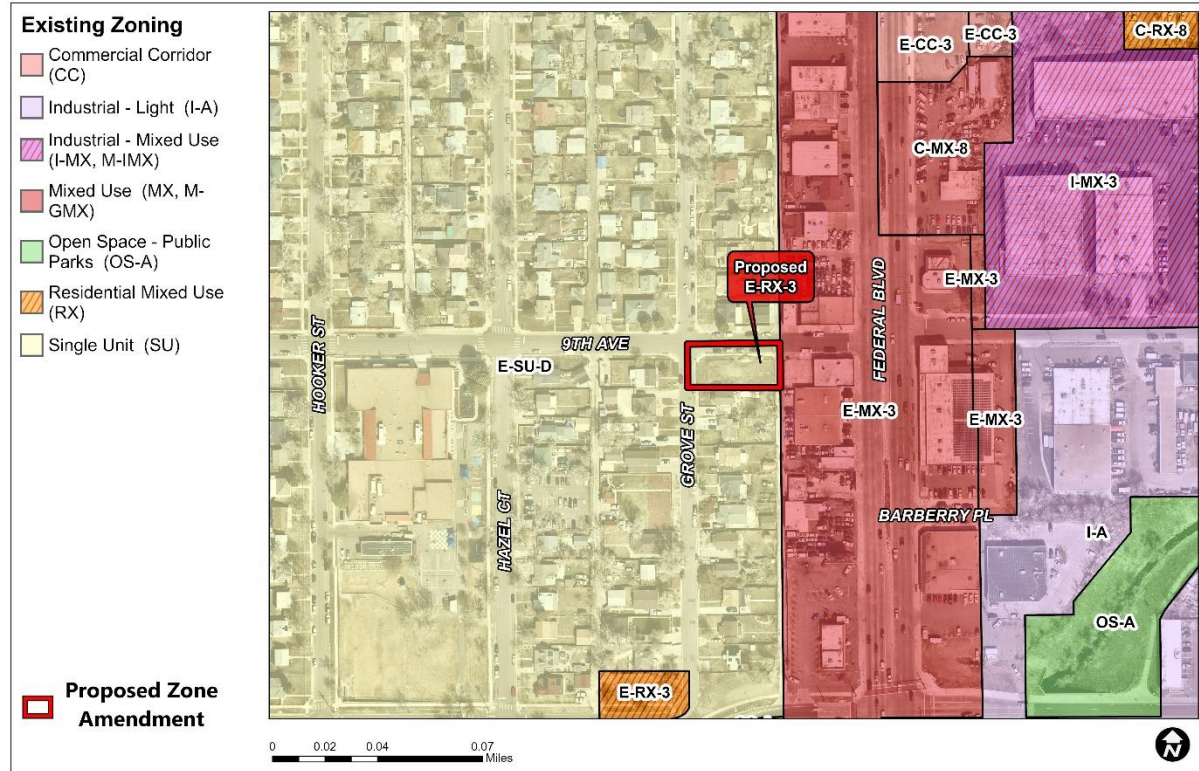 Existing Zoning
Commercial Corridor
(CC)
Industrial - Light (I-A)
Industrial - Mixed Use
(I-MX, M-IMX)
Mixed Use (MX, M-
GMX)
Open Space - Public
Parks (OS-A)
Residential Mixed Use
(RX)
Single Unit (SU)
Proposed Zone
Amendment
E-CC-3
E-CC-3
C-RX-8
C-MX-8
I-MX-3
Proposed
E-RX-3
E-MX-3
FEDERAL BLVD
HOOKER ST
9TH AVE
E-SU-D
GROVE ST
E-MX-3
E-MX-3
HAZEL CT
BARBERRY PL
I-A
OS-A
E-RX-3
0 0.02 0.04 0.07
Miles
N